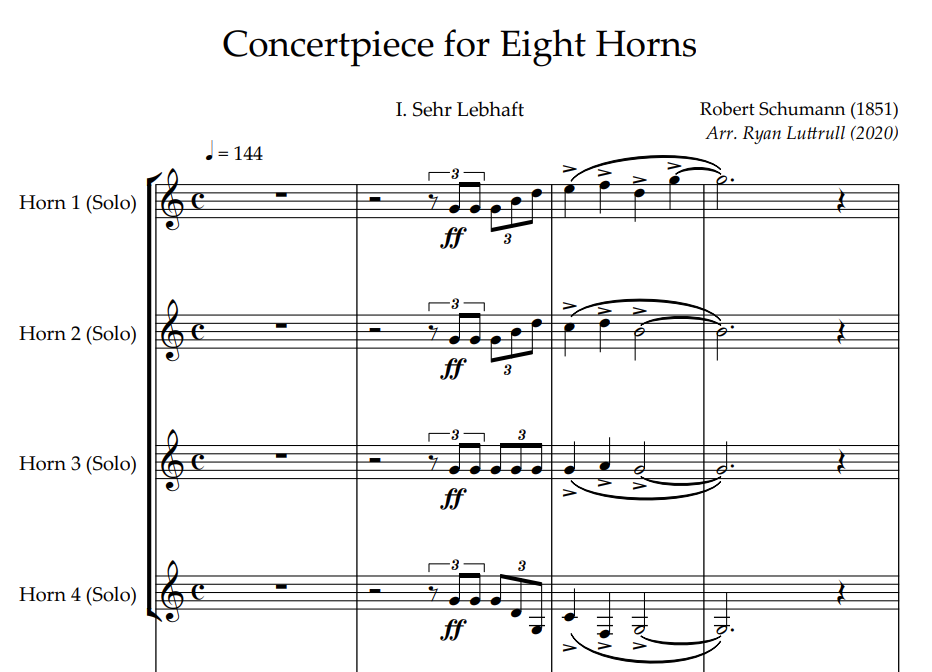 Concertpiece for Eight Horns
I. Sehr Lebhaft
Robert Schumann (1851)
Arr. Ryan Luttrull (2020)
♩ = 144
Horn 1 (Solo)
3
3
ff
Horn 2 (Solo)
3
3
ff
Horn 3 (Solo)
3 3
ff
Horn 4 (Solo)
3 3
ff